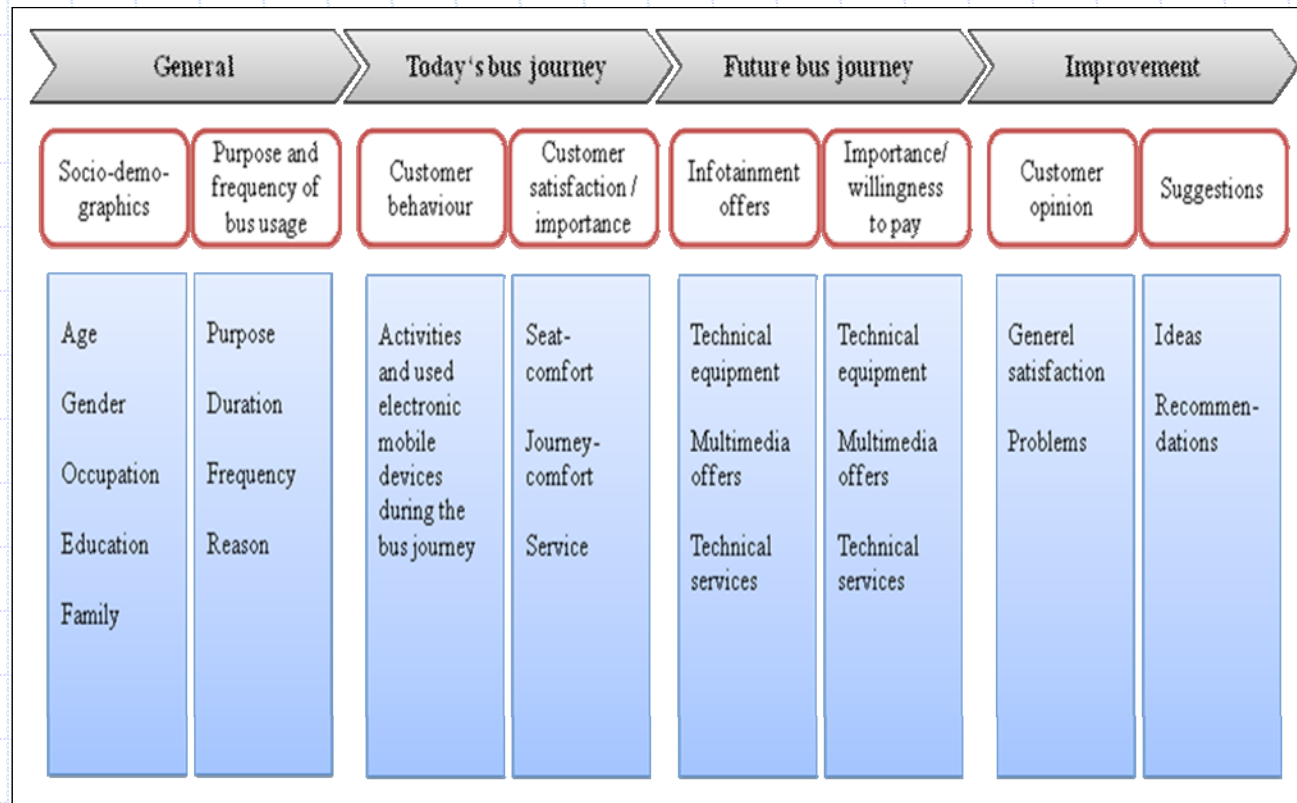 General
Today‘s bus journey
Future bus journey
Improvement
Socio-demo-
graphics
Purpose and
frequency of
bus usage
Customer
behaviour
Customer
satisfaction /
importance
Infotainment
offers
Importance/
willingness
to pay
Customer
opinion
Suggestions
Age
Gender
Occupation
Education
Family
Purpose
Duration
Frequency
Reason
Activities
and used
electronic
mobile
devices
during the
bus journey
Seat-
comfort
Journey-
comfort
Service
Technical
equipment
Multimedia
offers
Technical
services
Technical
equipment
Multimedia
offers
Technical
services
Generel
satisfaction
Problems
Ideas
Recommen-
dations